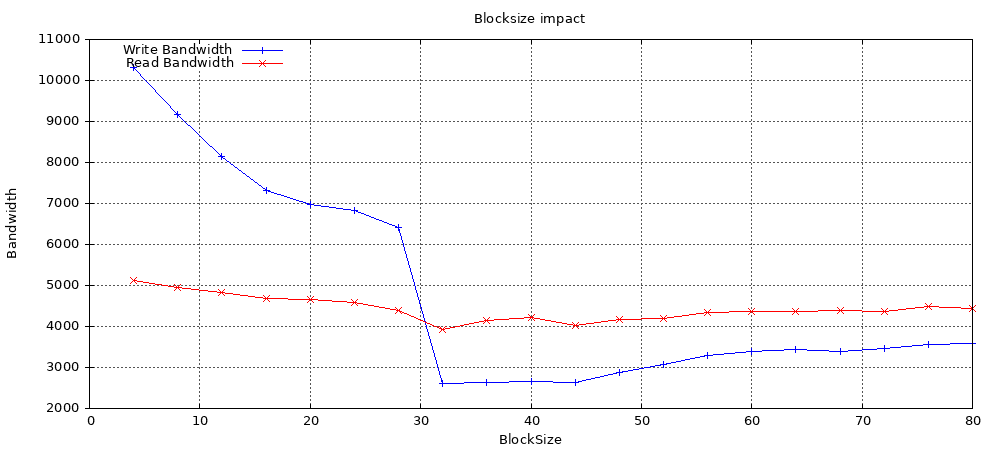 Blocksize impact
11000
10000
9000
8000
7000
6000
5000
4000
3000
2000
Bandwidth
Write Bandwidth
Read Bandwidth
0 10 20 30 40 50 60 70 80
BlockSize